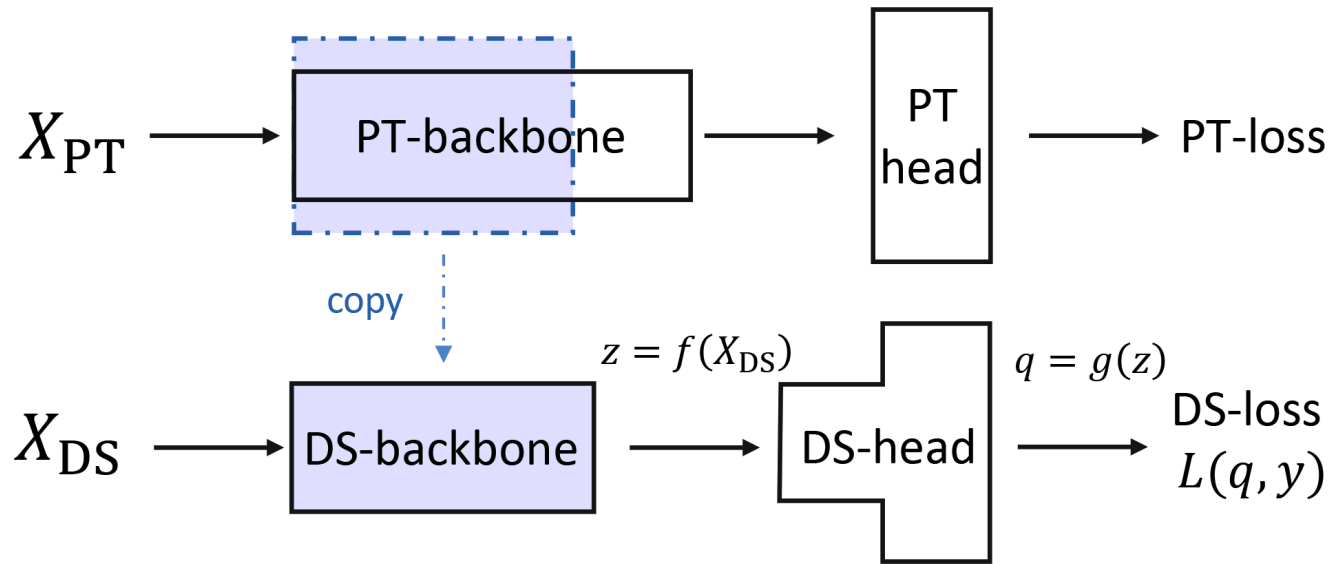 X_PT
PT-backbone
PT
head
PT-loss
copy
z = f(X_DS)
q = g(z)
X_DS
DS-backbone
DS-head
DS-loss
L(q, y)